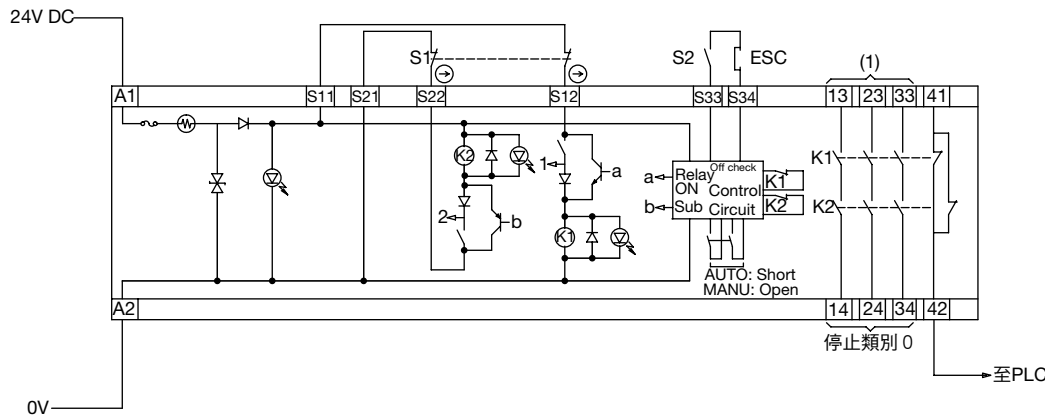 24V DC
S1
S2
ESC
(1)
A1
S11
S21
S22
S12
S33
S34
13
23
33
41
K2
1
a
2
b
K1
a
b
Relay
ON
Sub
Off check
Control
Circuit
K1
K2
K1
K2
AUTO: Short
MANU: Open
A2
14
24
34
42
停止類別 0
至PLC
0V